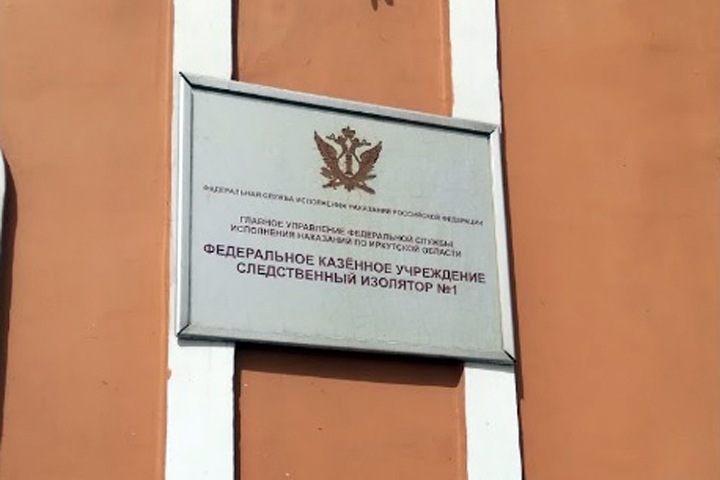 ФЕДЕРАЛЬНАЯ СЛУЖБА ИСПОЛНЕНИЯ НАКАЗАНИЙ РОССИЙСКОЙ ФЕДЕРАЦИИ
ГЛАВНОЕ УПРАВЛЕНИЕ ФЕДЕРАЛЬНОЙ СЛУЖБЫ
ИСПОЛНЕНИЯ НАКАЗАНИЙ ПО ИРКУТСКОЙ ОБЛАСТИ
ФЕДЕРАЛЬНОЕ КАЗЁННОЕ УЧРЕЖДЕНИЕ
СЛЕДСТВЕННЫЙ ИЗОЛЯТОР №1